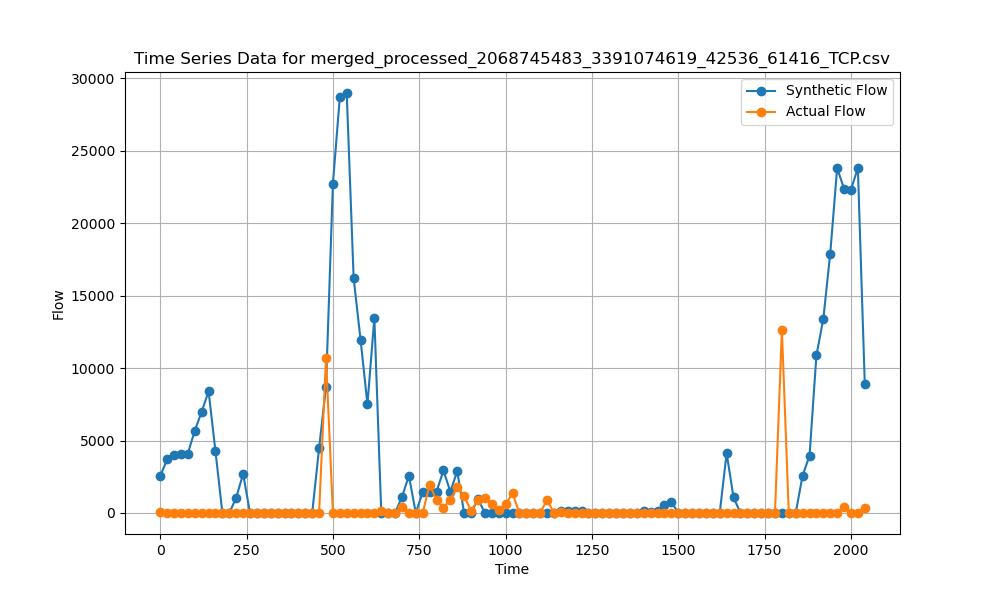 Time Series Data for merged_processed_2068745483_3391074619_42536_61416_TCP.csv
Synthetic Flow
Actual Flow
30000
25000
20000
15000
10000
5000
0
Flow
0 250 500 750 1000 1250 1500 1750 2000
Time